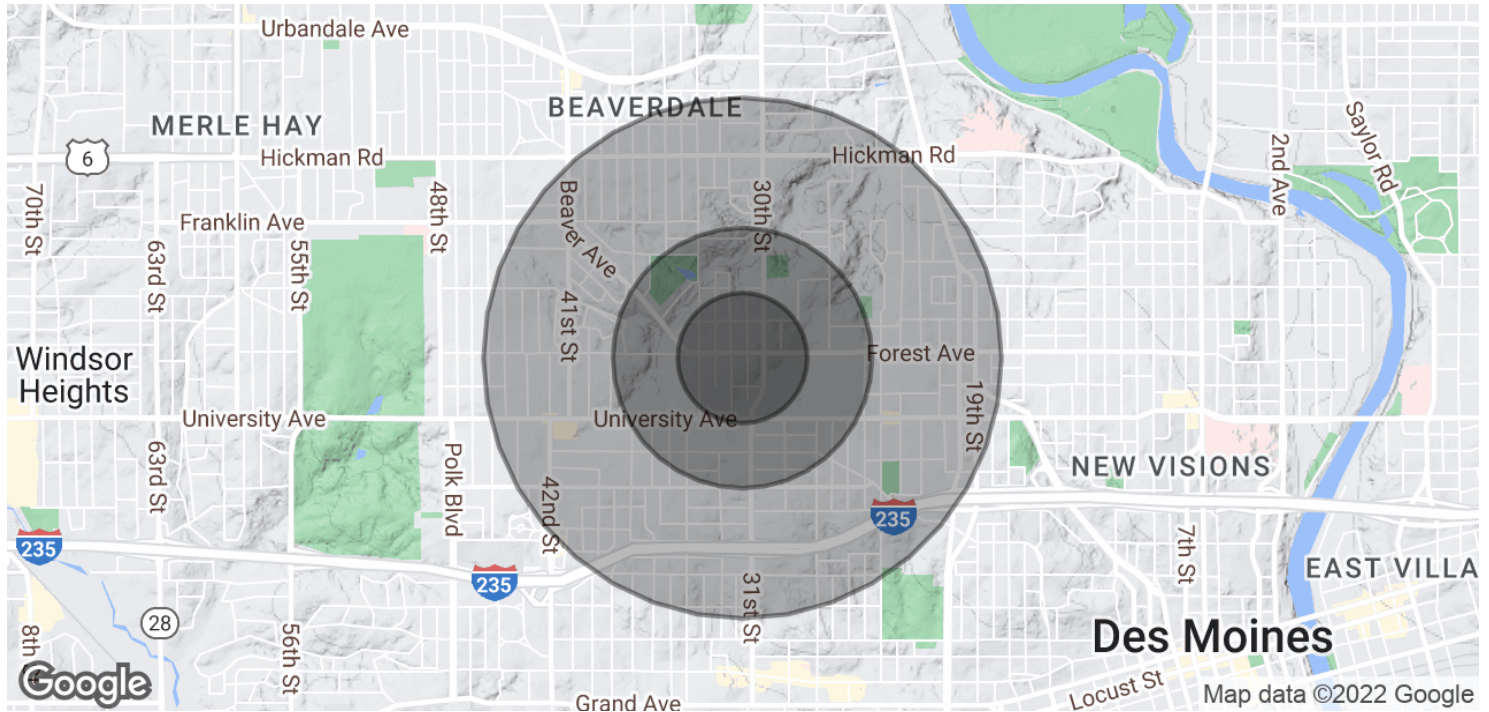 Urbandale Ave
BEAVERDALE
MERLE HAY
6
Hickman Rd
Hickman Rd
Saylor Rd
2nd Ave
70th St
48th St
Beaver Ave
30th St
Franklin Ave
63rd St
55th St
41st St
Windsor
Heights
Forest Ave
University Ave
University Ave
19th St
63rd St
Polk Blvd
42nd St
NEW VISIONS
235
235
235
7th St
EAST VILLA
31st St
28
56th St
Des Moines
Locust St
Grand Ave
Google
Map data ©2022 Google